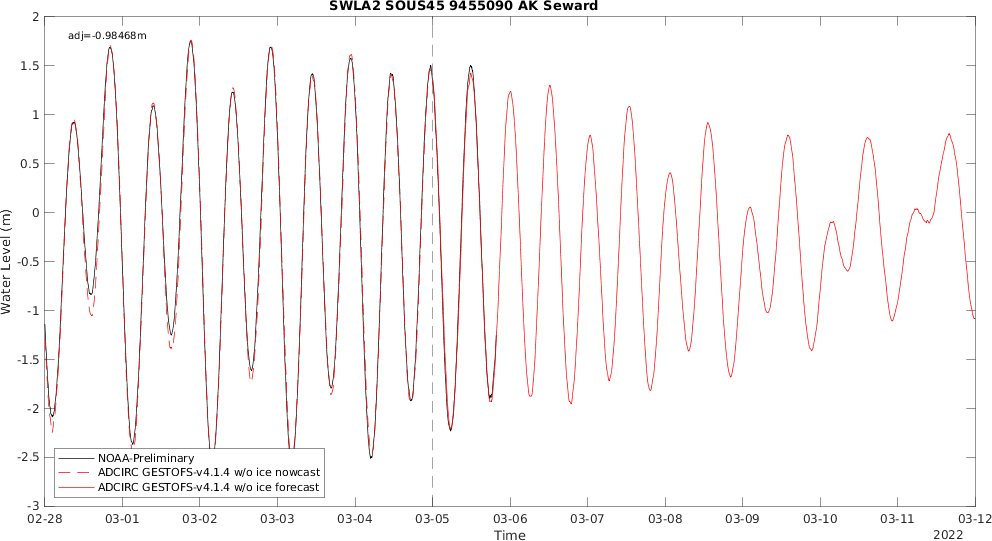 SWLA2 SOUS45 9455090 AK Seward
adj=-0.98468m
Water Level (m)
2
1.5
1
0.5
0
-0.5
-1
-1.5
-2
-2.5
-3
NOAA-Preliminary
ADCIRC GESTOFS-v4.1.4 w/o ice nowcast
ADCIRC GESTOFS-v4.1.4 w/o ice forecast
02-28 03-01 03-02 03-03 03-04 03-05 03-06 03-07 03-08 03-09 03-10 03-11 03-12
Time
2022